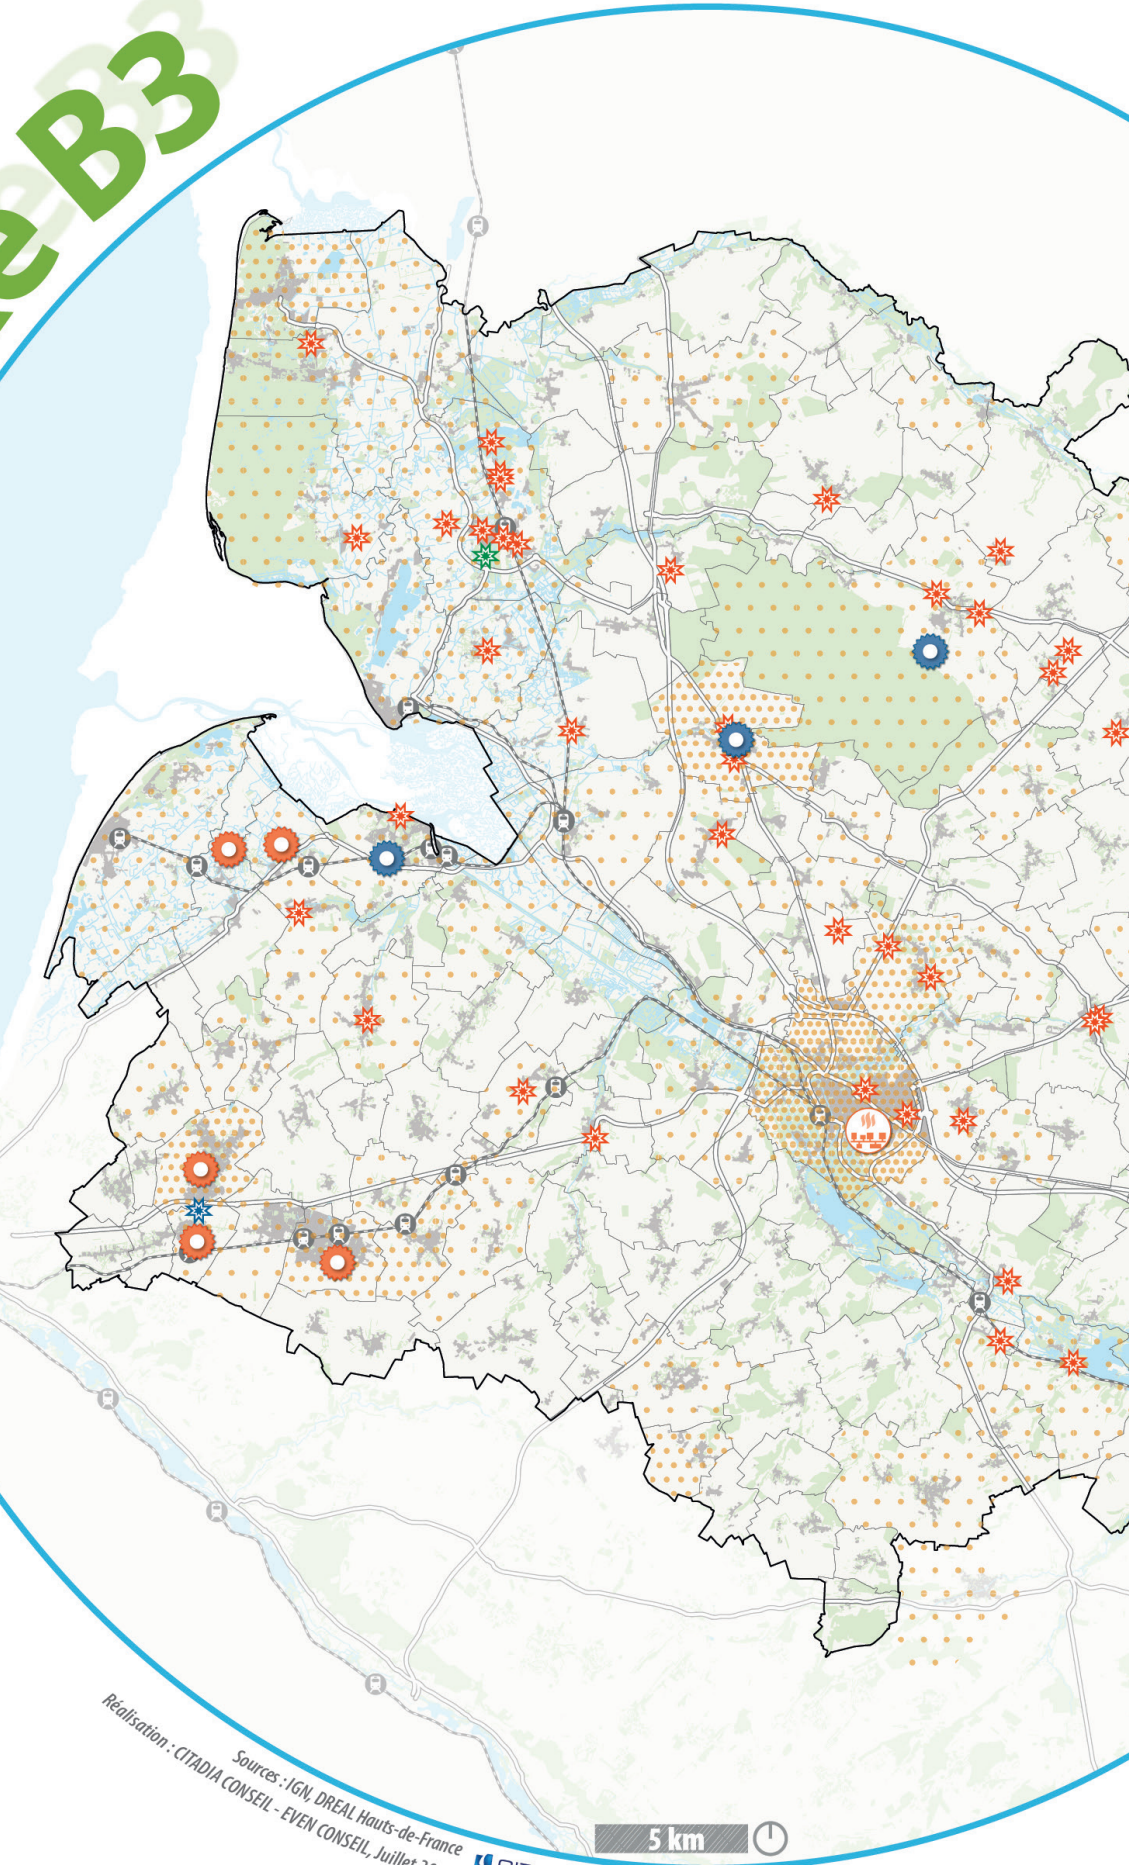 e B3
Réalisation : CITADIA CONSEIL - EVEN CONSEIL, Juillet
Sources : IGN, DREAL Hauts-de-France
5 km